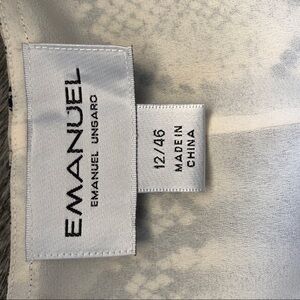 EMANUEL
EMANUEL UNGARO
12/46
MADE IN
CHINA